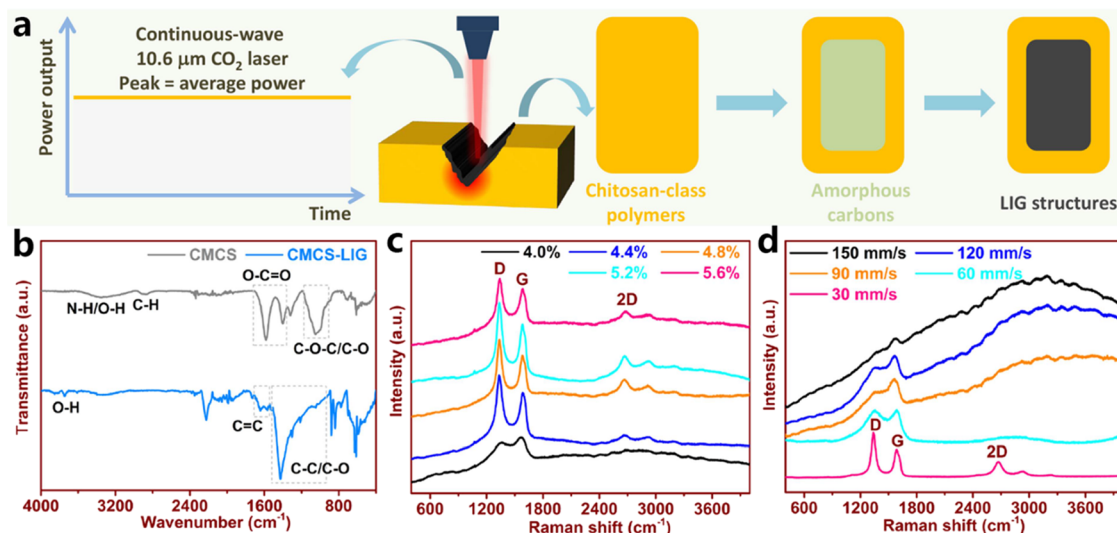 a
Continuous-wave
10.6 μm CO₂ laser
Peak = average power
Power output
Time
Chitosan-class
polymers
Amorphous
carbons
LIG structures
b
CMCS
CMCS-LIG
O-C=O
N-H/O-H
C-H
C-O-C/C-O
O-H
C=C
C-C/C-O
Transmittance (a.u.)
4000 3200 2400 1600 800
Wavenumber (cm⁻¹)
c
4.0% 4.4% 4.8%
5.2% 5.6%
D
G
2D
Intensity (a.u.)
600 1200 1800 2400 3000 3600
Raman shift (cm⁻¹)
d
150 mm/s 120 mm/s
90 mm/s 60 mm/s
30 mm/s
D
G
2D
Intensity (a.u.)
600 1200 1800 2400 3000 3600
Raman shift (cm⁻¹)